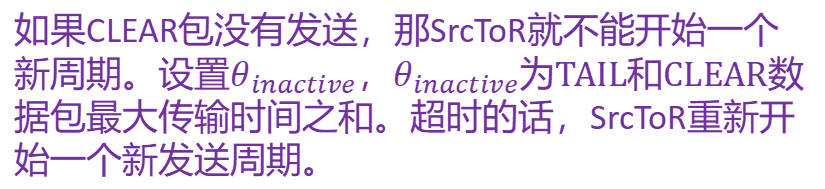 如果CLEAR包没有发送，那SrcToR就不能开始一个
新周期。设置θ_inactive，θ_inactive为TAIL和CLEAR数
据包最大传输时间之和。超时的话，SrcToR重新开
始一个新发送周期。